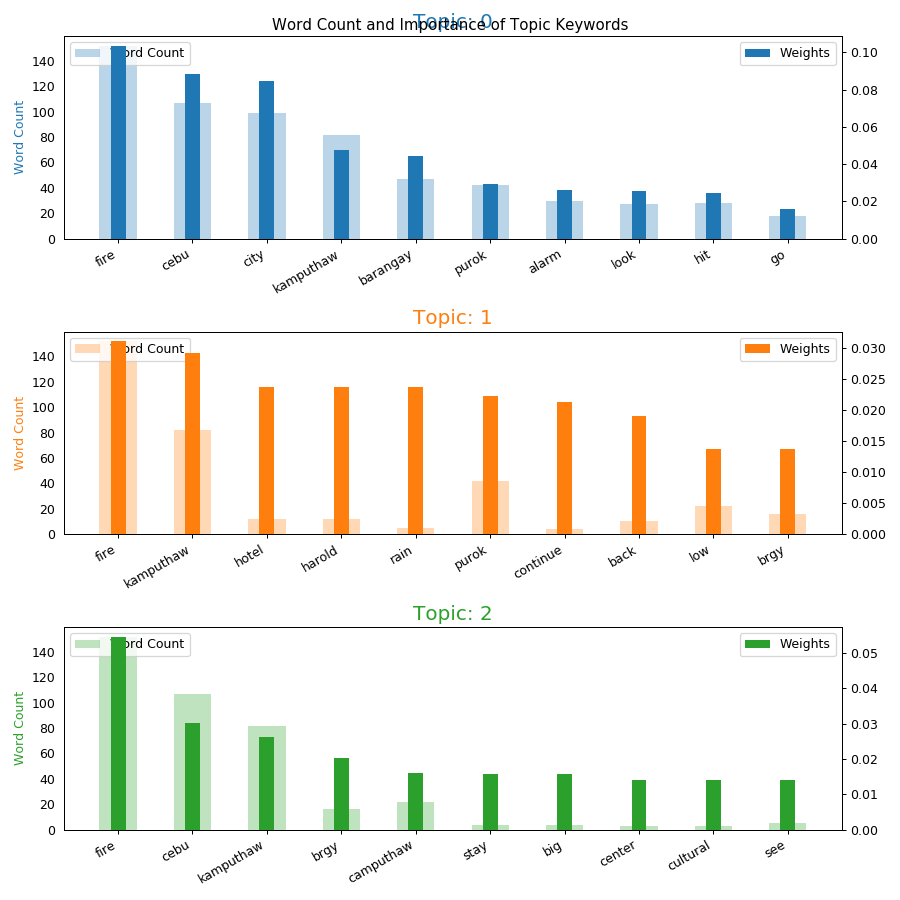 Topic: 0
Word Count and Importance of Topic Keywords
Word Count
Weights
140
120
100
80
60
40
20
0
Word Count
0.10
0.08
0.06
0.04
0.02
0.00
fire cebu city kamputhaw barangay purok alarm look hit go
Topic: 1
Word Count
Weights
140
120
100
80
60
40
20
0
Word Count
0.030
0.025
0.020
0.015
0.010
0.005
0.000
fire kamputhaw hotel harold rain purok continue back low brgy
Topic: 2
Word Count
Weights
140
120
100
80
60
40
20
0
Word Count
0.05
0.04
0.03
0.02
0.01
0.00
fire cebu kamputhaw brgy camputhaw stay big center cultural see